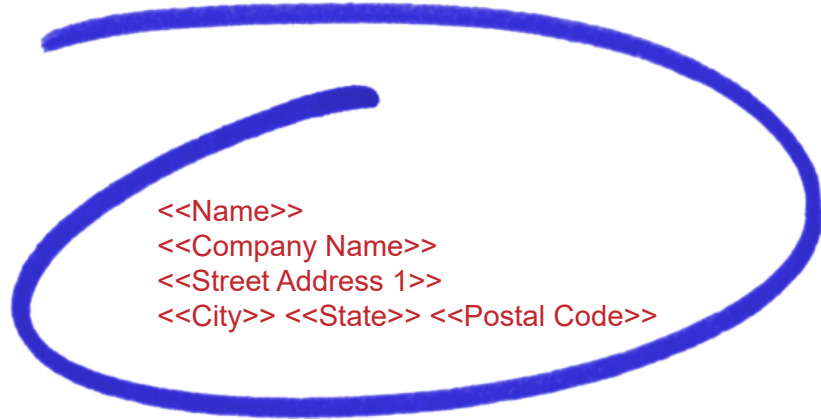 <<Name>>
<<Company Name>>
<<Street Address 1>>
<<City>> <<State>> <<Postal Code>>